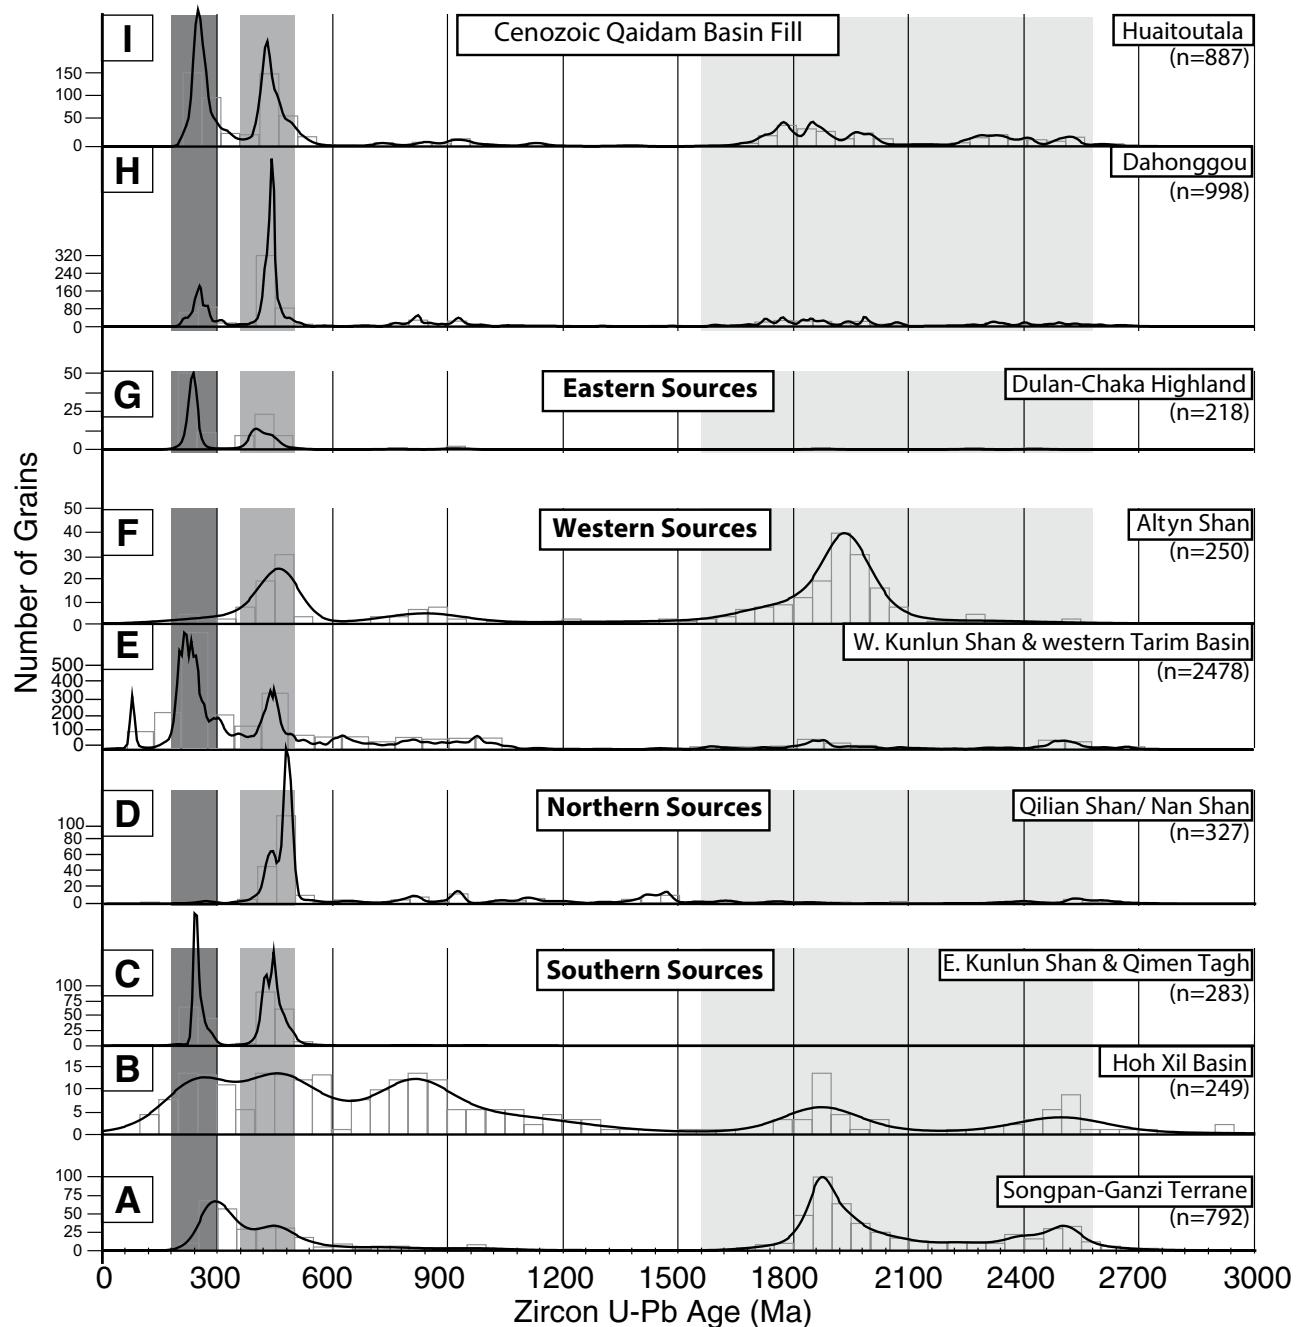 I
Cenozoic Qaidam Basin Fill
Huaitoutala
(n=887)
150
100
50
0
H
Dahonggou
(n=998)
320
240
160
80
0
G
Eastern Sources
Dulan-Chaka Highland
(n=218)
50
25
0
Number of Grains
F
Western Sources
Altyn Shan
(n=250)
50
40
30
20
10
0
E
W. Kunlun Shan & western Tarim Basin
(n=2478)
500
400
300
200
100
0
D
Northern Sources
Qilian Shan/ Nan Shan
(n=327)
100
80
60
40
20
0
C
Southern Sources
E. Kunlun Shan & Qimen Tagh
(n=283)
100
75
50
25
0
B
Hoh Xil Basin
(n=249)
15
10
5
0
A
Songpan-Ganzi Terrane
(n=792)
100
75
50
25
0
0 300 600 900 1200 1500 1800 2100 2400 2700 3000
Zircon U-Pb Age (Ma)